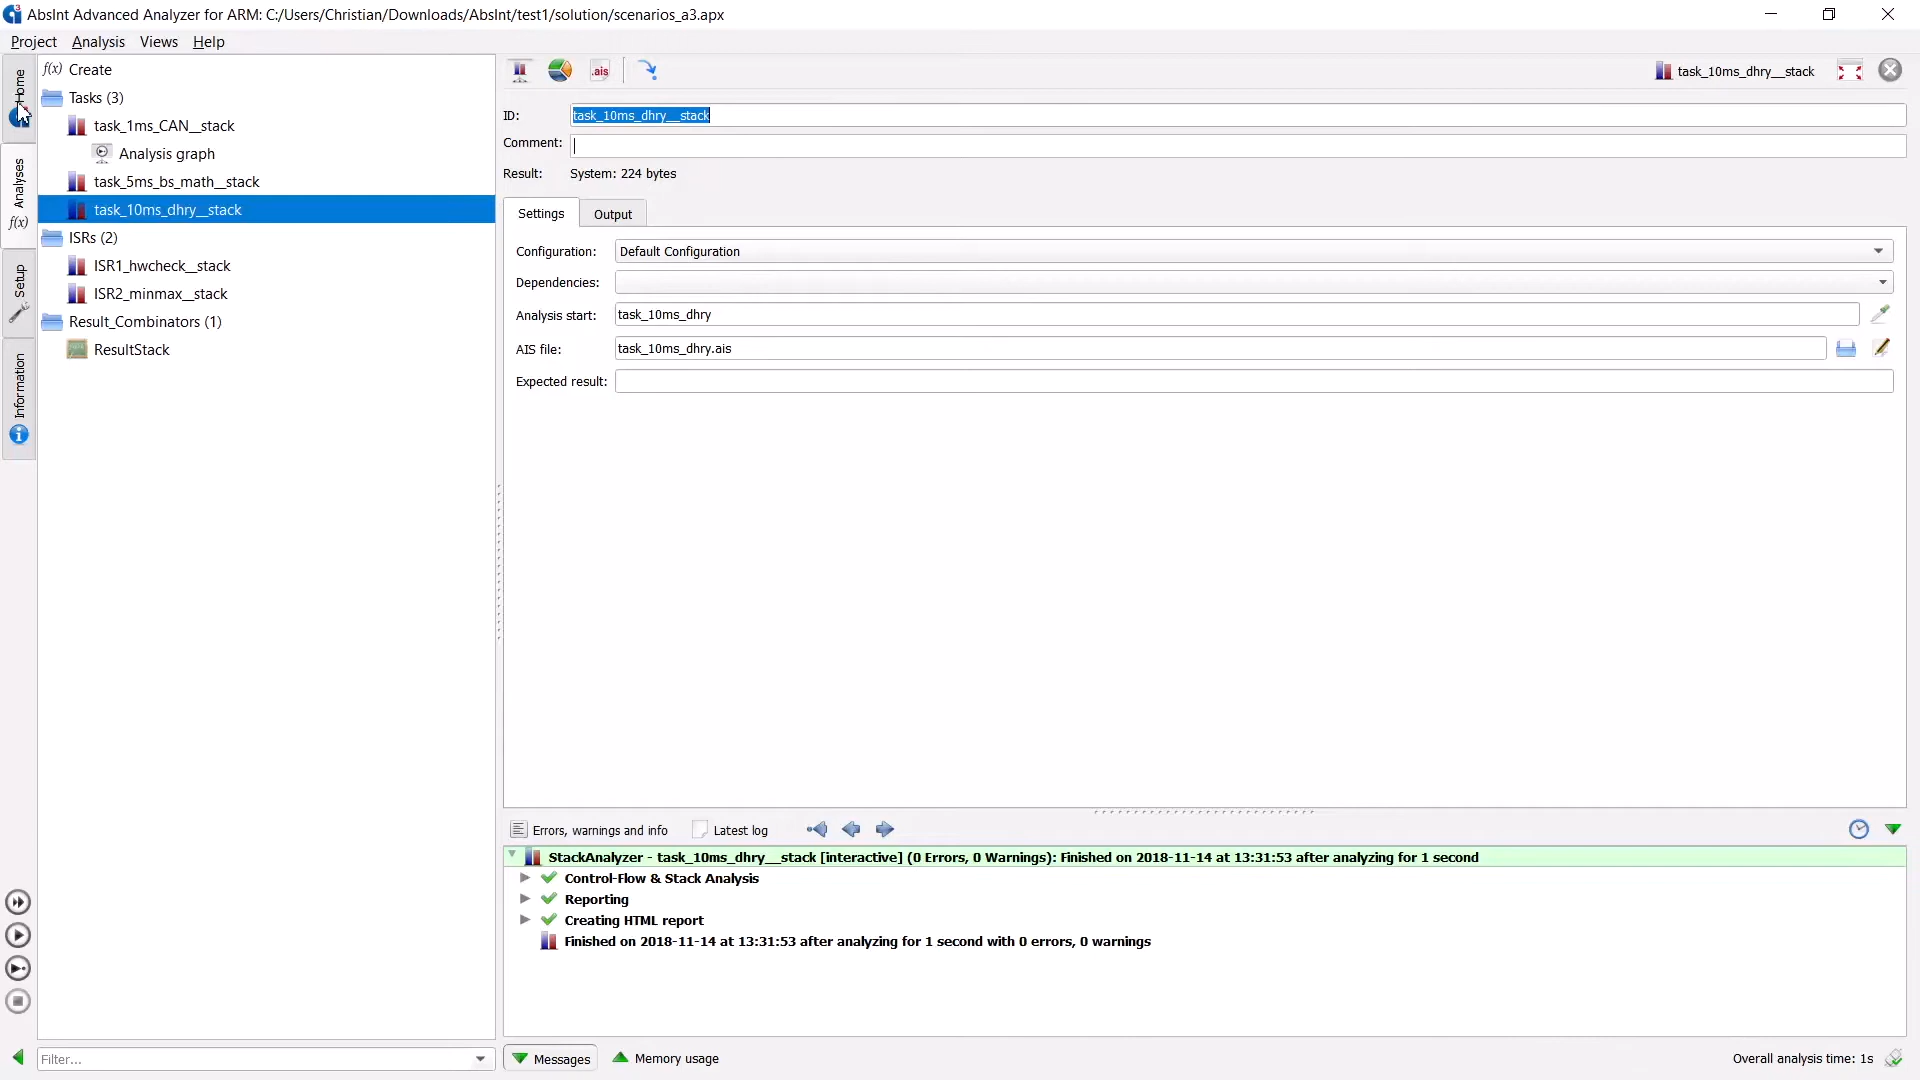 AbsInt Advanced Analyzer for ARM: C:/Users/Christian/Downloads/AbsInt/test1/solution/scenarios_a3.apx
Project Analysis Views Help
Home
Analyses
f(x)
Setup
Information
f(x) Create
Tasks (3)
task_1ms_CAN__stack
Analysis graph
task_5ms_bs_math__stack
task_10ms_dhry__stack
ISRs (2)
ISR1_hwcheck__stack
ISR2_minmax__stack
Result_Combinators (1)
ResultStack
Filter...
.ais
task_10ms_dhry__stack
ID: task_10ms_dhry__stack
Comment:
Result: System: 224 bytes
Settings Output
Configuration: Default Configuration
Dependencies:
Analysis start: task_10ms_dhry
AIS file: task_10ms_dhry.ais
Expected result:
Errors, warnings and info Latest log
StackAnalyzer - task_10ms_dhry__stack [interactive] (0 Errors, 0 Warnings): Finished on 2018-11-14 at 13:31:53 after analyzing for 1 second
Control-Flow & Stack Analysis
Reporting
Creating HTML report
Finished on 2018-11-14 at 13:31:53 after analyzing for 1 second with 0 errors, 0 warnings
Messages Memory usage
Overall analysis time: 1s